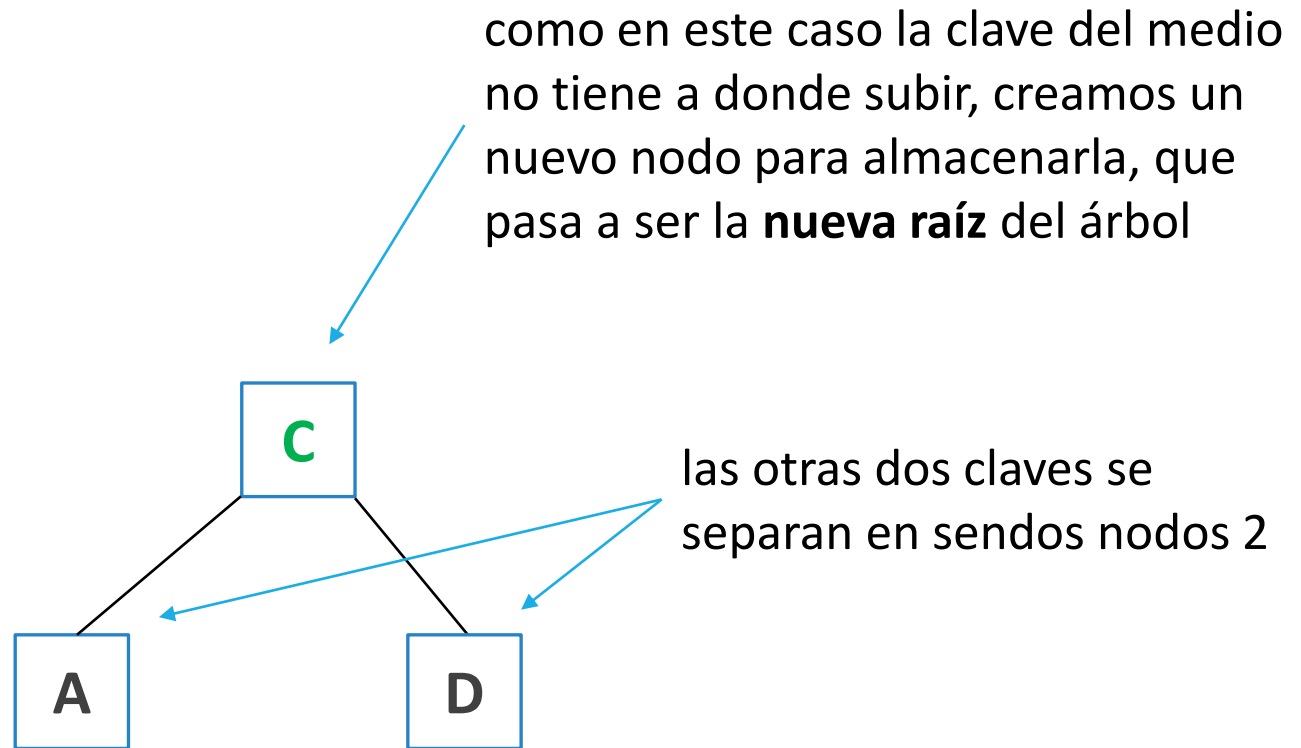 como en este caso la clave del medio
no tiene a donde subir, creamos un
nuevo nodo para almacenarla, que
pasa a ser la nueva raíz del árbol
C
las otras dos claves se
separan en sendos nodos 2
A
D